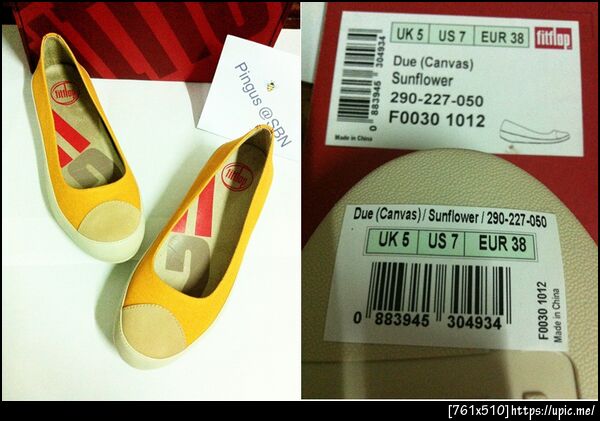 fitflop
fitflop
Pingus @SBN
UK 5 US 7 EUR 38 fitflop
Due (Canvas)
Sunflower
290-227-050
F0030 1012
0 883945 304934
Made in China
Due (Canvas) / Sunflower / 290-227-050
UK 5 US 7 EUR 38
0 883945 304934
F0030 1012
Made in China
[761x510]https://upic.me/